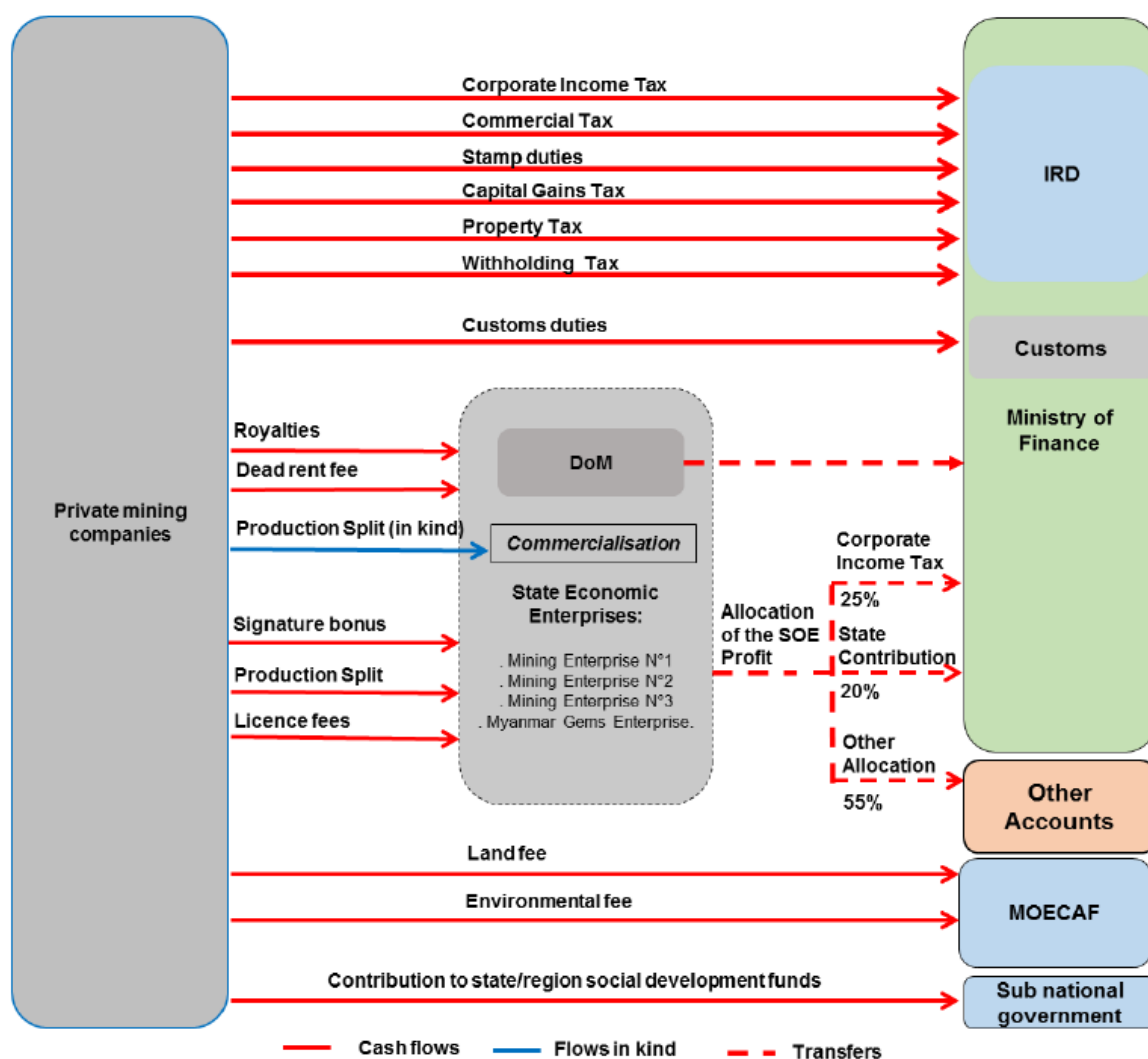 Corporate Income Tax
Commercial Tax
Stamp duties
Capital Gains Tax
Property Tax
Withholding Tax
IRD
Customs duties
Customs
Ministry of
Finance
Private mining
companies
Royalties
Dead rent fee
Production Split (in kind)
Signature bonus
Production Split
Licence fees
DoM
Commercialisation
State Economic
Enterprises:
. Mining Enterprise N°1
. Mining Enterprise N°2
. Mining Enterprise N°3
. Myanmar Gems Enterprise.
Allocation
of the SOE
Profit
Corporate
Income Tax
25%
State
Contribution
20%
Other
Allocation
55%
Other
Accounts
Land fee
Environmental fee
MOECAF
Contribution to state/region social development funds
Sub national
government
Cash flows
Flows in kind
Transfers